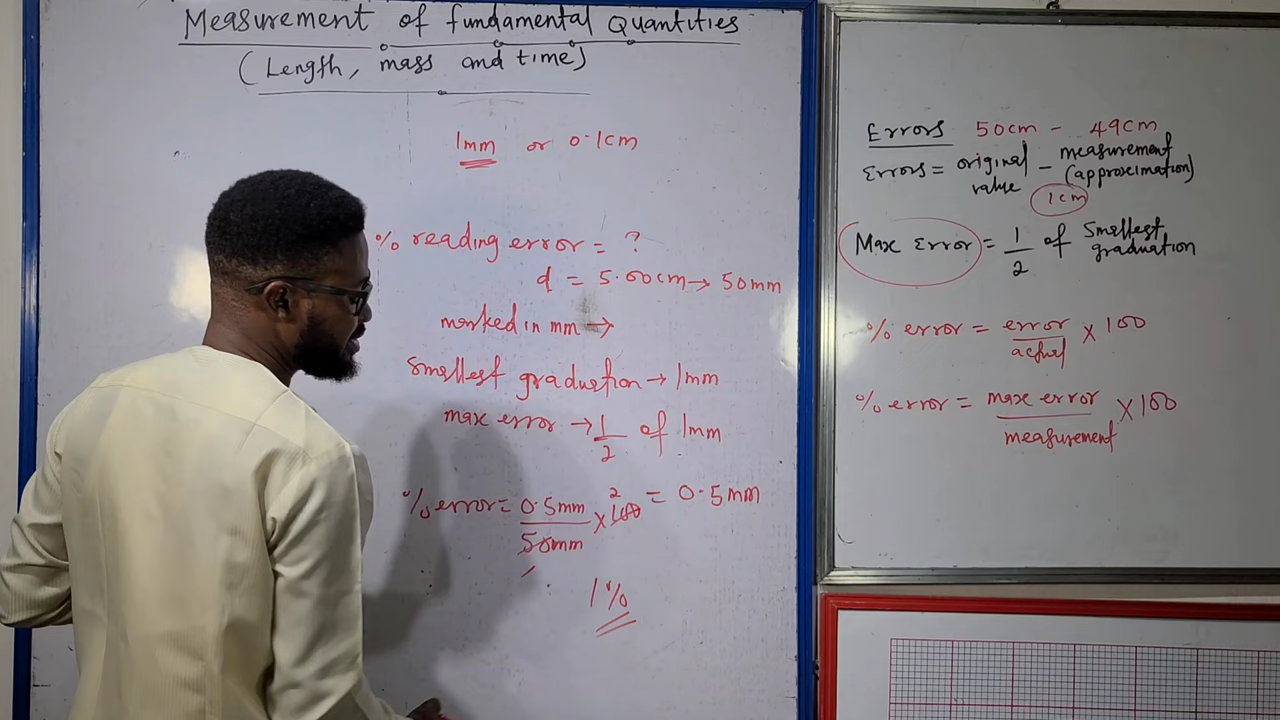 Measurement of fundamental Quantities
(Length, mass and time)
1mm or 0.1cm
% reading error = ?
d = 5.00cm → 50mm
marked in mm →
Smallest graduation → 1mm
max error → 1/2 of 1mm
= 0.5mm
% error = 0.5mm/50mm × 100 2
1%
Errors 50cm - 49cm
Errors = original value - measurement (approximation)
1cm
Max Error = 1/2 of Smallest graduation
% error = error/actual × 100
% error = max error/measurement × 100